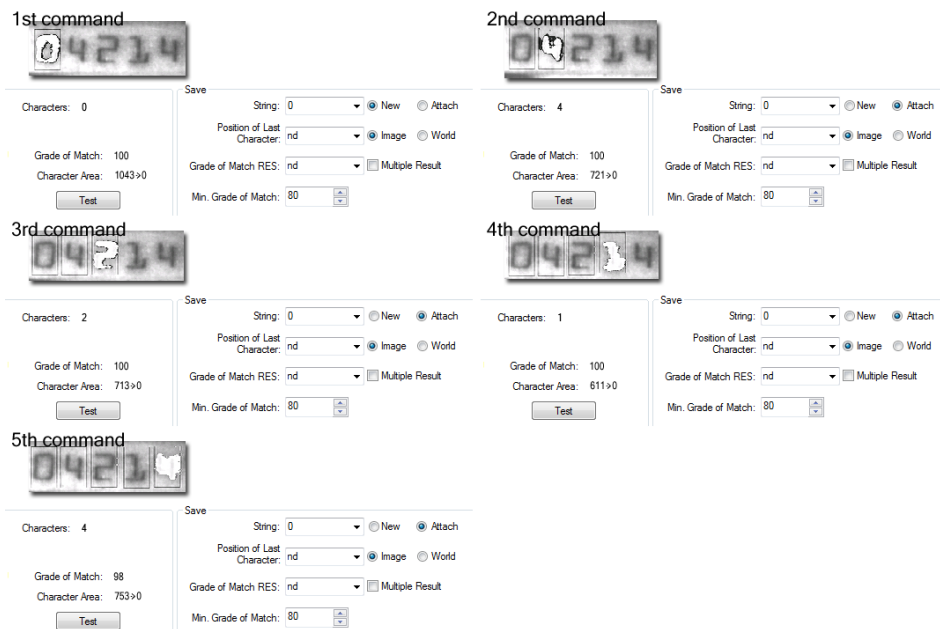 1st command
04214
Save
Characters: 0
String: 0
New
Attach
Position of Last Character: nd
Image
World
Grade of Match: 100
Grade of Match RES: nd
Multiple Result
Character Area: 1043->0
Test
Min. Grade of Match: 80
2nd command
04214
Save
Characters: 4
String: 0
New
Attach
Position of Last Character: nd
Image
World
Grade of Match: 100
Grade of Match RES: nd
Multiple Result
Character Area: 721->0
Test
Min. Grade of Match: 80
3rd command
04214
Save
Characters: 2
String: 0
New
Attach
Position of Last Character: nd
Image
World
Grade of Match: 100
Grade of Match RES: nd
Multiple Result
Character Area: 713->0
Test
Min. Grade of Match: 80
4th command
04214
Save
Characters: 1
String: 0
New
Attach
Position of Last Character: nd
Image
World
Grade of Match: 100
Grade of Match RES: nd
Multiple Result
Character Area: 611->0
Test
Min. Grade of Match: 80
5th command
04214
Save
Characters: 4
String: 0
New
Attach
Position of Last Character: nd
Image
World
Grade of Match: 98
Grade of Match RES: nd
Multiple Result
Character Area: 753->0
Test
Min. Grade of Match: 80